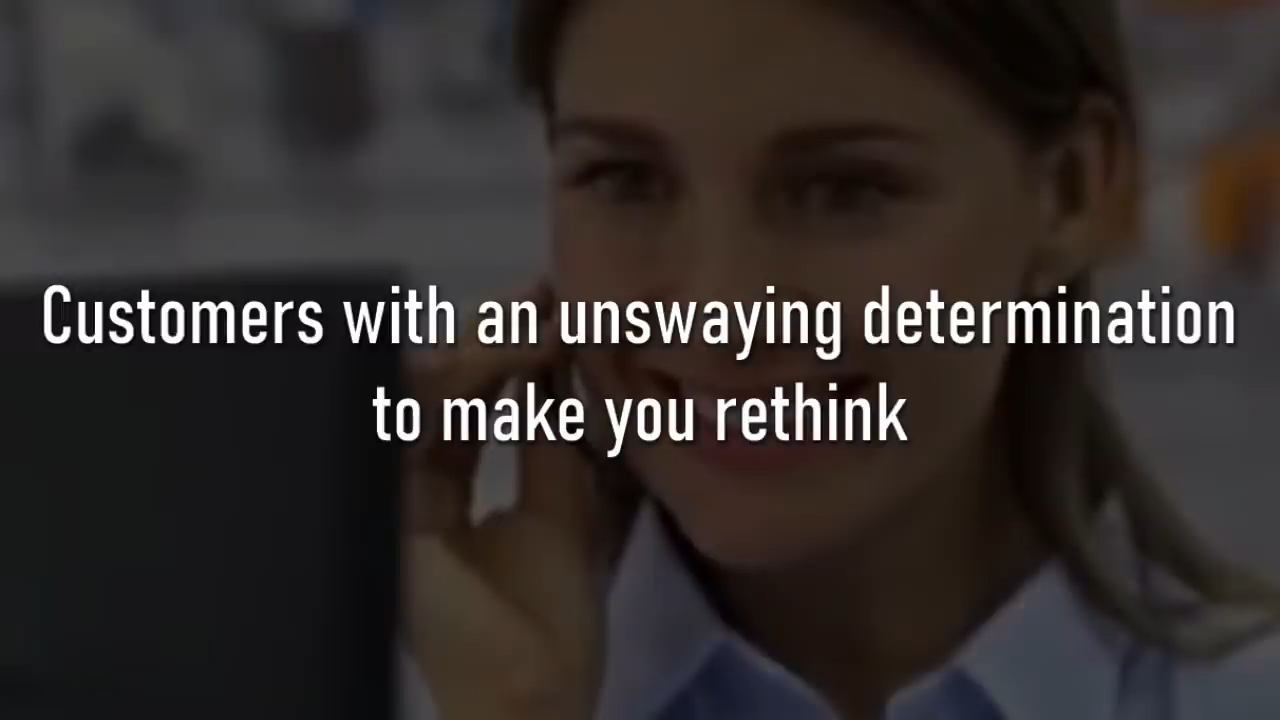 Customers with an unswaying determination
to make you rethink